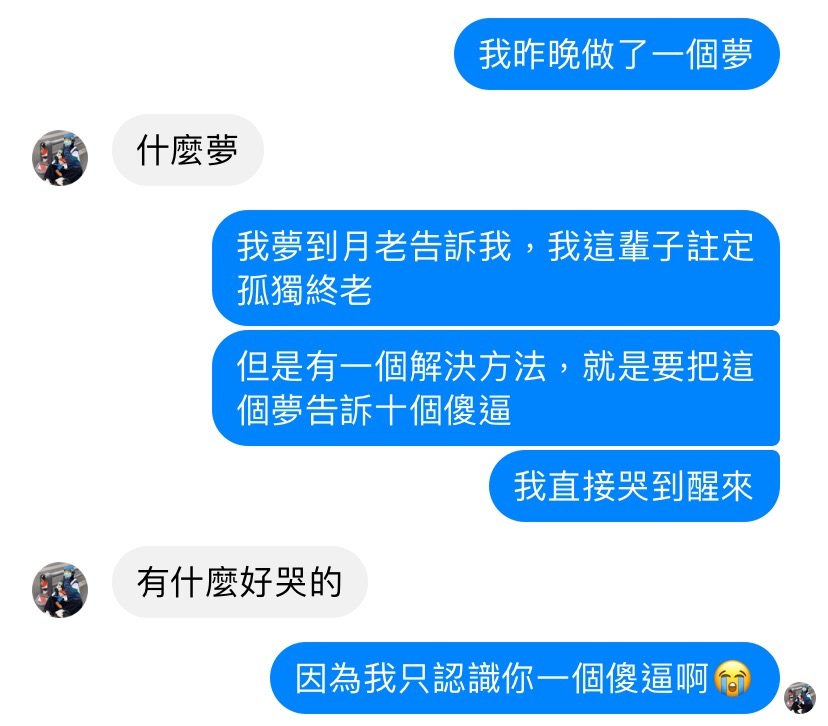 我昨晚做了一個夢
什麼夢
我夢到月老告訴我，我這輩子註定
孤獨終老
但是有一個解決方法，就是要把這
個夢告訴十個傻逼
我直接哭到醒來
有什麼好哭的
因為我只認識你一個傻逼啊😭